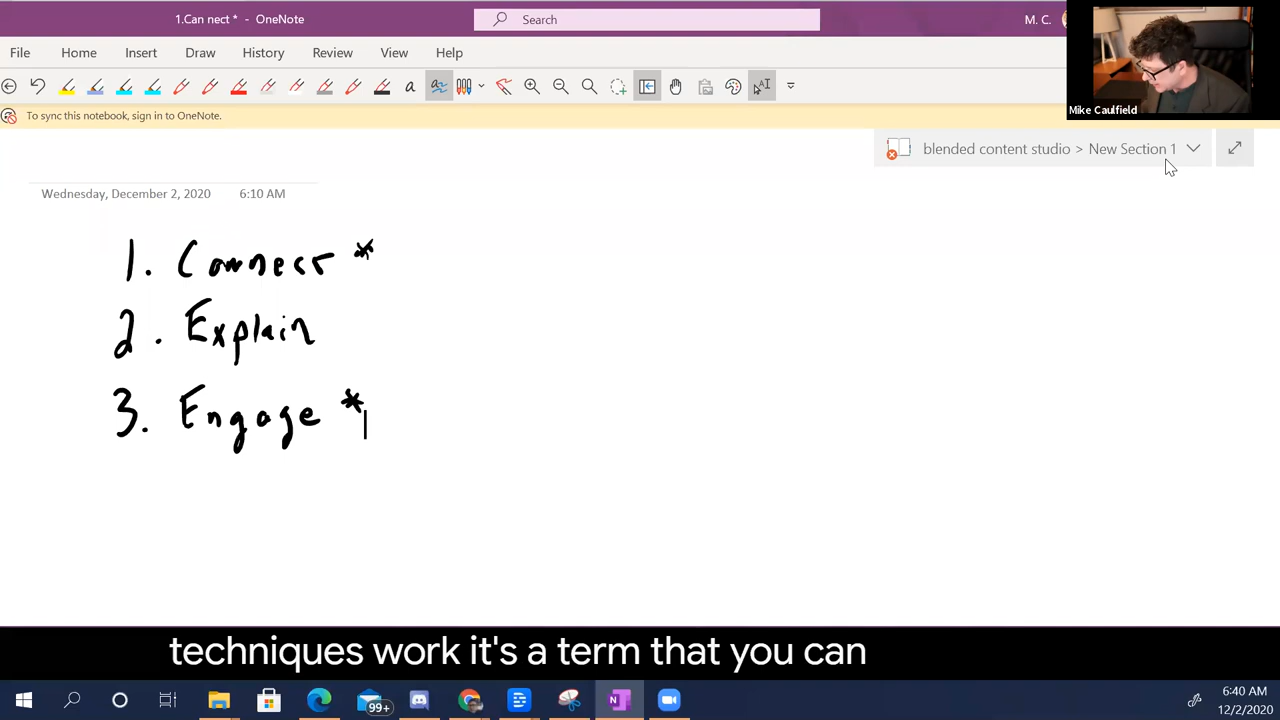 1.Can nect * - OneNote
Search
M. C.
File Home Insert Draw History Review View Help
Mike Caulfield
To sync this notebook, sign in to OneNote.
blended content studio > New Section 1
Wednesday, December 2, 2020 6:10 AM
1. Connect *
2. Explain
3. Engage *
techniques work it's a term that you can
99+
6:40 AM
12/2/2020